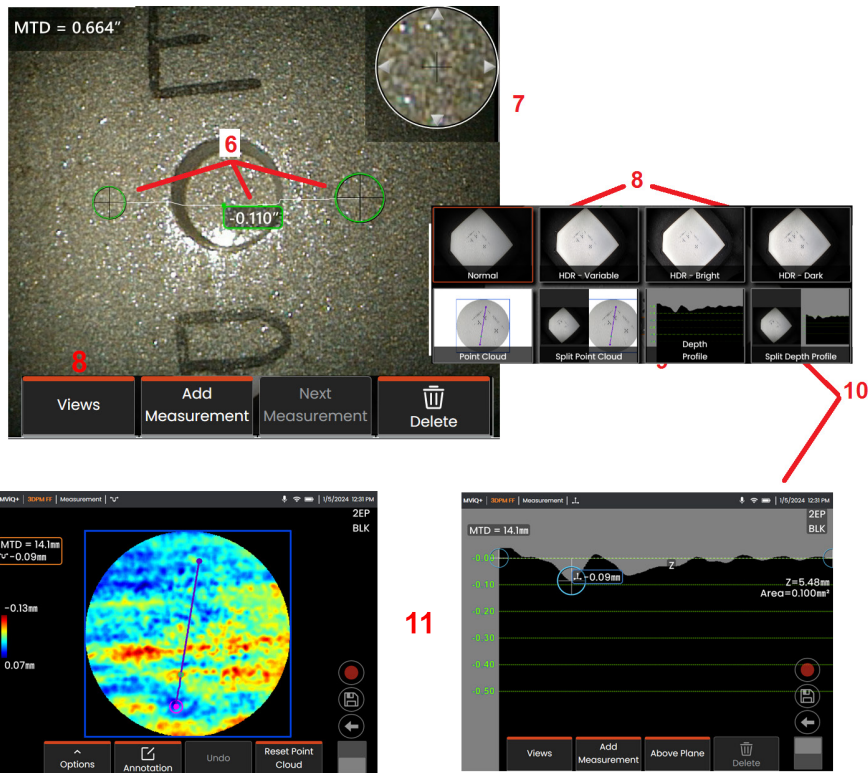 MTD = 0.664"
E
6
7
-0.110"
D
8
Views
Add
Measurement
Next
Measurement
Delete
8
Normal
HDR - Variable
HDR - Bright
HDR - Dark
Point Cloud
Split Point Cloud
Depth
Profile
Split Depth Profile
10
MViQ+ | 3DPM FF | Measurement |
1/5/2024 12:31 PM
2EP
BLK
MTD = 14.1mm
-0.09mm
-0.13mm
0.07mm
Options
Annotation
Undo
Reset Point
Cloud
11
MViQ+ | 3DPM FF | Measurement |
1/5/2024 12:31 PM
2EP
BLK
MTD = 14.1mm
-0.00
-0.09mm
Z
-0.10
Z=5.48mm
Area=0.100mm²
-0.20
-0.30
-0.40
-0.50
Views
Add
Measurement
Above Plane
Delete